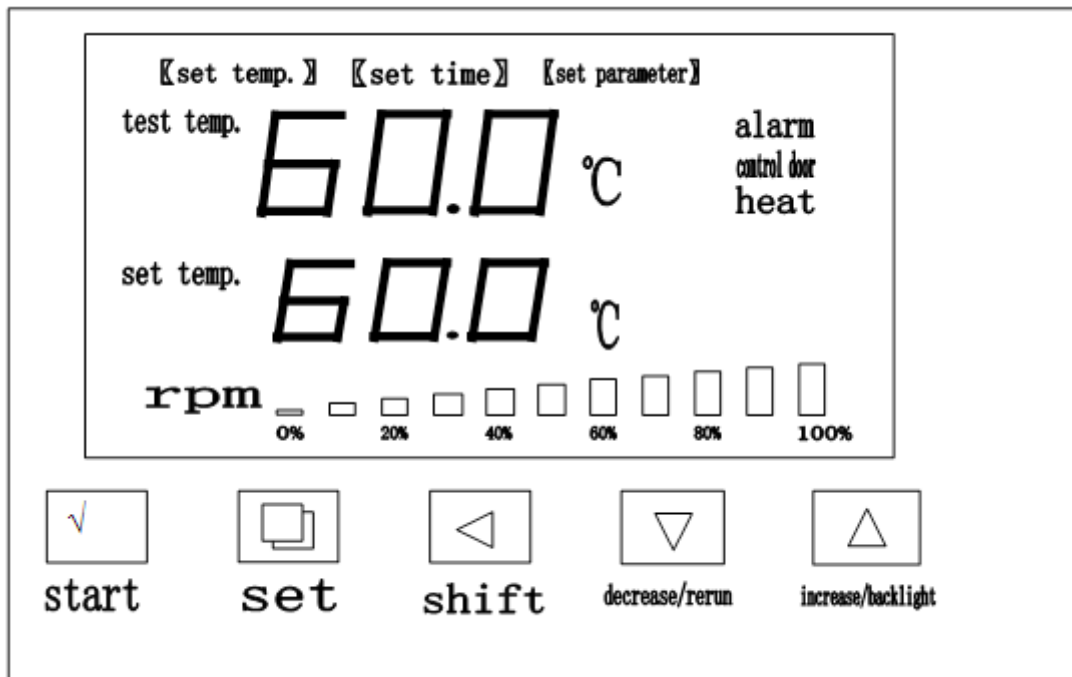 〖set temp.〗 〖set time〗 〖set parameter〗
test temp. 60.0 ℃
alarm
control door
heat
set temp. 60.0 ℃
rpm
0% 20% 40% 60% 80% 100%
√
start set shift decrease/rerun increase/backlight